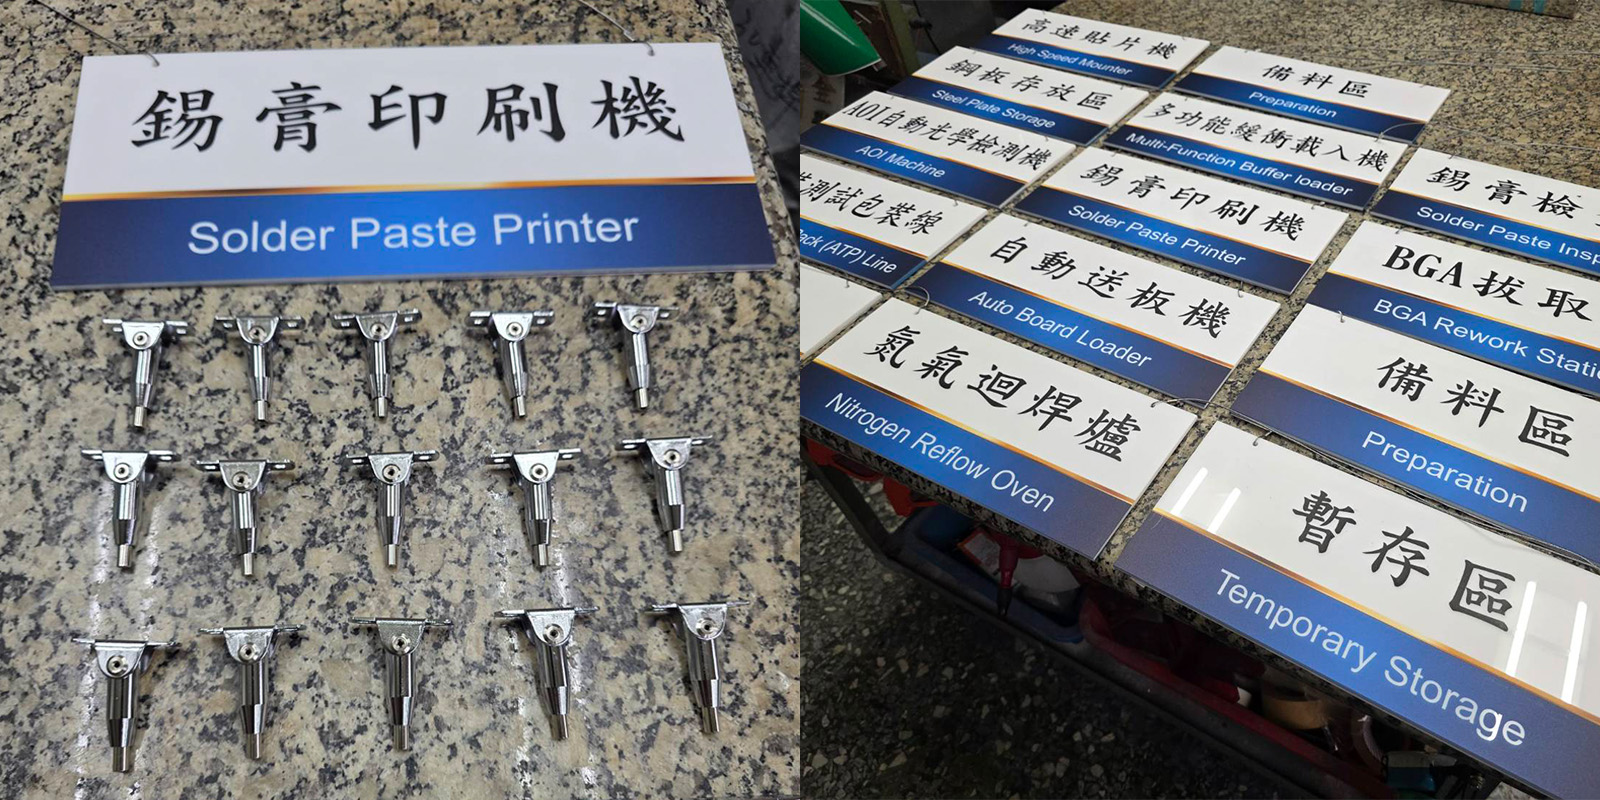 錫膏印刷機
Solder Paste Printer
高速貼片機
High Speed Mounter
備料區
Preparation
鋼板存放區
Steel Plate Storage
多功能緩衝載入機
Multi-Function Buffer loader
AOI自動光學檢測機
AOI Machine
錫膏印刷機
Solder Paste Printer
錫膏檢
Solder Paste Insp
測試包裝線
ack (ATP) Line
自動送板機
Auto Board Loader
BGA拔取
BGA Rework Stati
氮氣迴焊爐
Nitrogen Reflow Oven
備料區
Preparation
暫存區
Temporary Storage